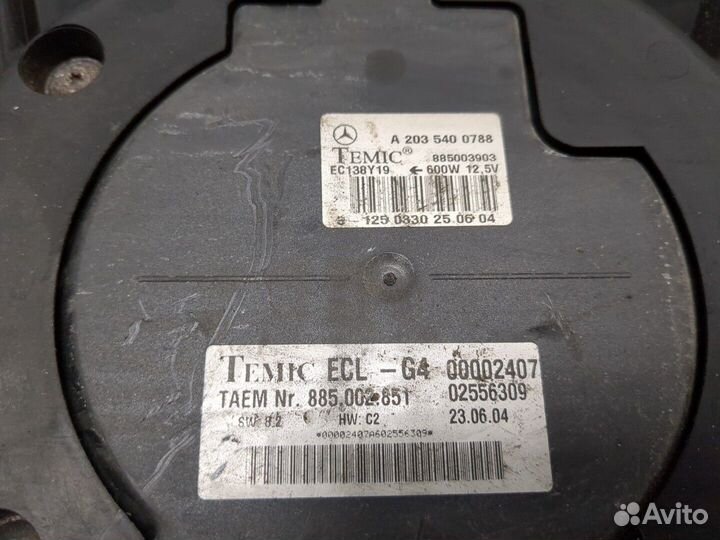 A 203 540 0788
TEMIC® 885003903
EC138Y19 ← 600W 12,5V
125 0330 25.06 04
TEMIC ECL -G4 00002407
TAEM Nr. 885.002.851 02556309
SW: 8.2 HW: C2 23.06.04
*00002407A602556309*
Avito